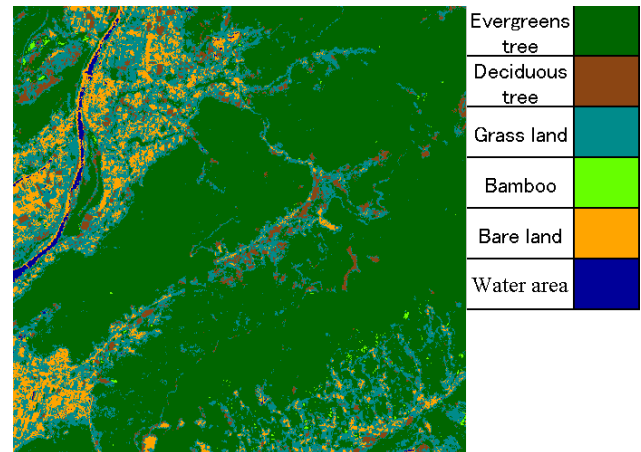 Evergreens
tree
Deciduous
tree
Grass land
Bamboo
Bare land
Water area